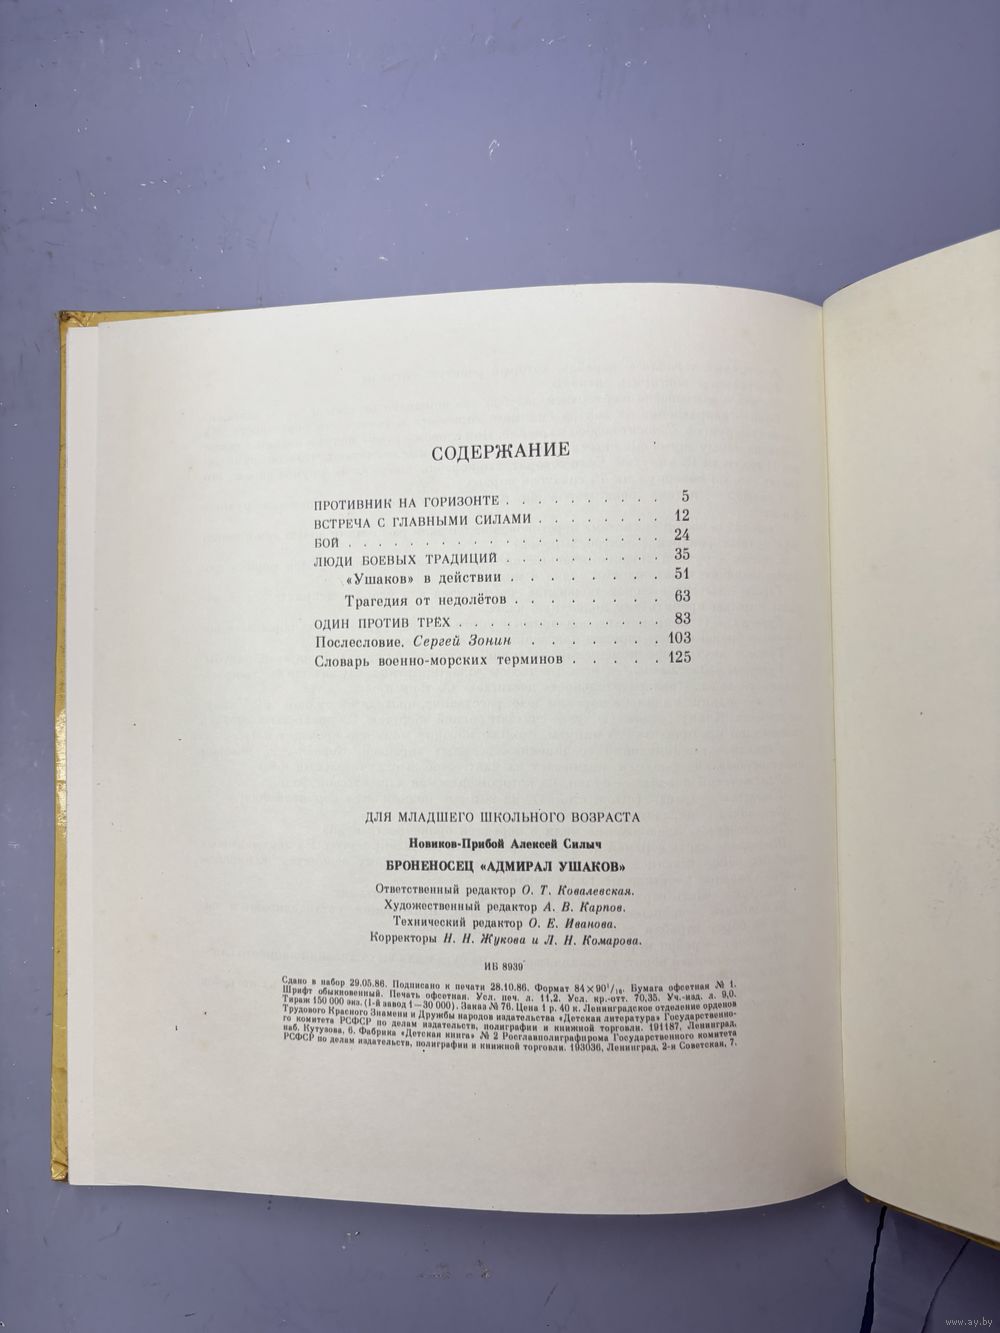 СОДЕРЖАНИЕ
ПРОТИВНИК НА ГОРИЗОНТЕ . . . . . . . . . . 5
ВСТРЕЧА С ГЛАВНЫМИ СИЛАМИ . . . . . . . . 12
БОЙ . . . . . . . . . . . . . . . . . . . . 24
ЛЮДИ БОЕВЫХ ТРАДИЦИЙ . . . . . . . . . . 35
«Ушаков» в действии . . . . . . . . . 51
Трагедия от недолётов . . . . . . . . 63
ОДИН ПРОТИВ ТРЁХ . . . . . . . . . . . . . 83
Послесловие. Сергей Зонин . . . . . . . 103
Словарь военно-морских терминов . . . . . 125
ДЛЯ МЛАДШЕГО ШКОЛЬНОГО ВОЗРАСТА
Новиков-Прибой Алексей Силыч
БРОНЕНОСЕЦ «АДМИРАЛ УШАКОВ»
Ответственный редактор О. Т. Ковалевская.
Художественный редактор А. В. Карпов.
Технический редактор О. Е. Иванова.
Корректоры Н. Н. Жукова и Л. Н. Комарова.
ИБ 8939
Сдано в набор 29.05.86. Подписано к печати 28.10.86. Формат 84×90¹/₁₆. Бумага офсетная № 1.
Шрифт обыкновенный. Печать офсетная. Усл. печ. л. 11,2. Усл. кр.-отт. 70,35. Уч.-изд. л. 9,0.
Тираж 150 000 экз. (1-й завод 1—30 000). Заказ № 76. Цена 1 р. 40 к. Ленинградское отделение орденов
Трудового Красного Знамени и Дружбы народов издательства «Детская литература» Государственно-
го комитета РСФСР по делам издательств, полиграфии и книжной торговли. 191187, Ленинград,
наб. Кутузова, 6. Фабрика «Детская книга» № 2 Росглавполиграфпрома Государственного комитета
РСФСР по делам издательств, полиграфии и книжной торговли. 193036, Ленинград, 2-я Советская, 7.
www.ay.by